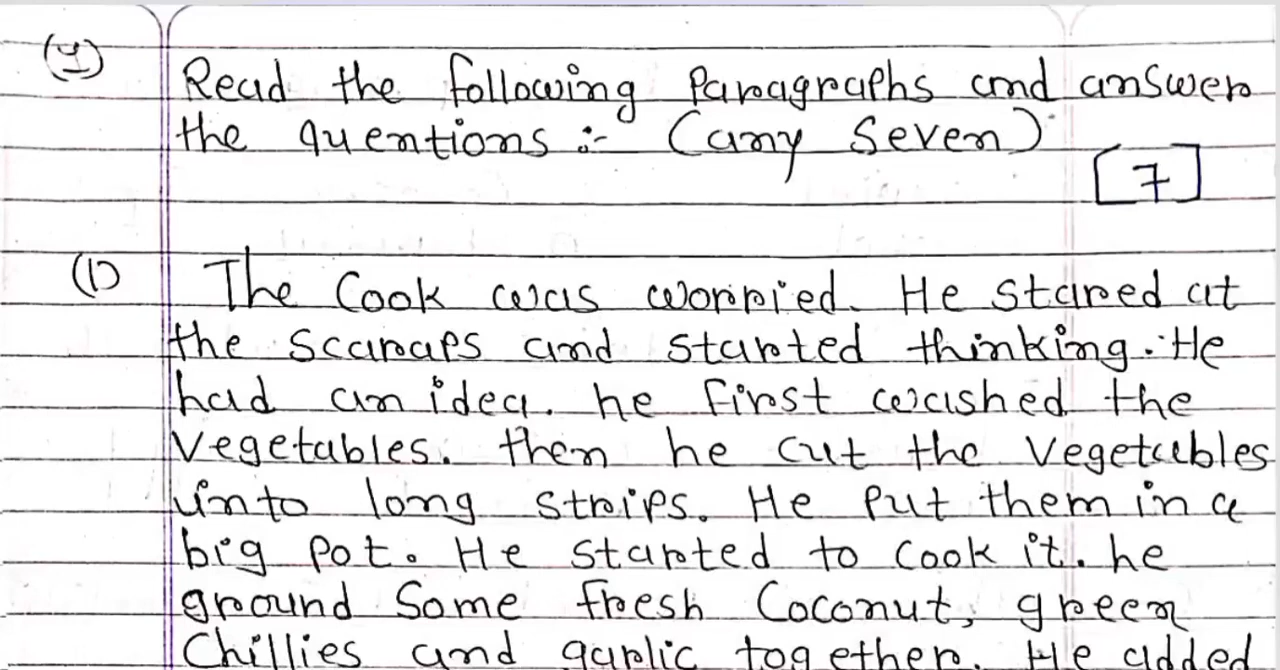 (4)
Read the following Paragraphs and answer
the quentions :- (any Seven)
[7]
(1) The Cook was worried. He stared at
the scaraps and started thinking. He
had an idea. he first washed the
Vegetables. then he cut the Vegetables
into long strips. He put them in a
big pot. He started to cook it. he
ground Some fresh Coconut, green
Chillies and garlic together. He added